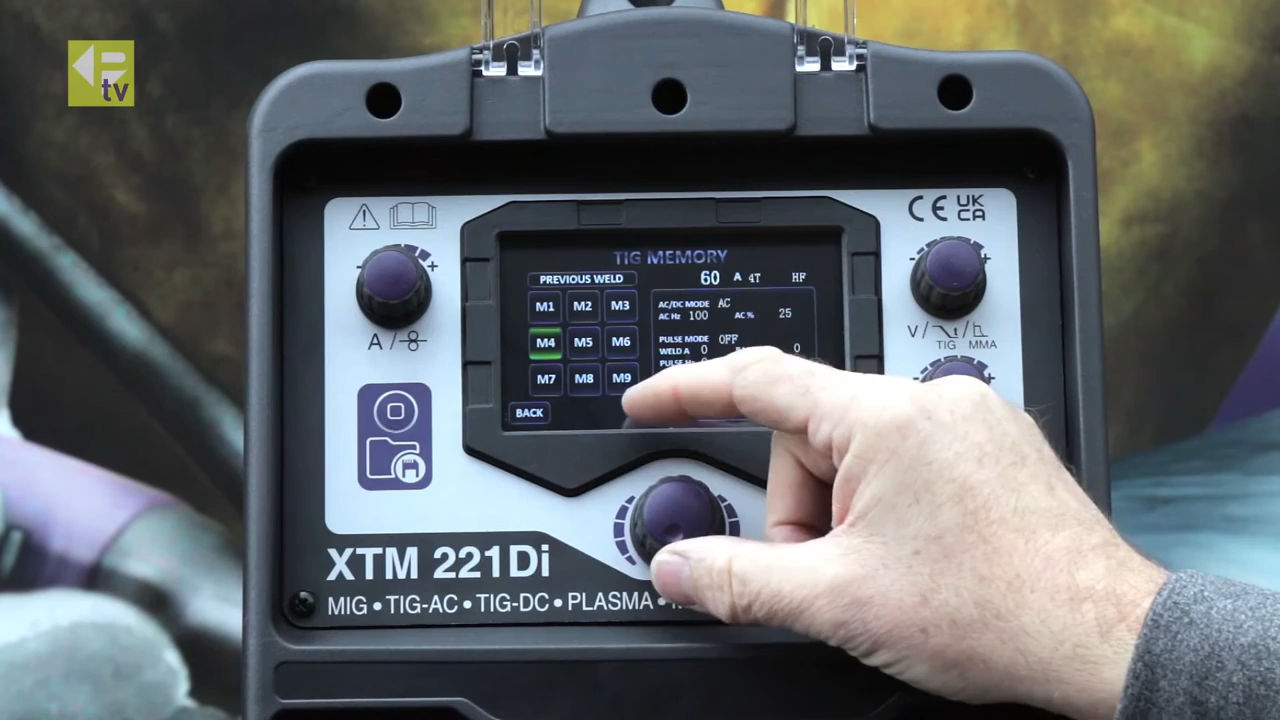 P
tv
CE UK
CA
TIG MEMORY
PREVIOUS WELD
60 A 4T HF
M1 M2 M3
M4 M5 M6
M7 M8 M9
BACK
AC/DC MODE AC
AC Hz 100 AC % 25
PULSE MODE OFF
WELD A 0 0
PULSE Hz
- +
A /
- +
V / /
TIG MMA
XTM 221Di
MIG • TIG-AC • TIG-DC • PLASMA •